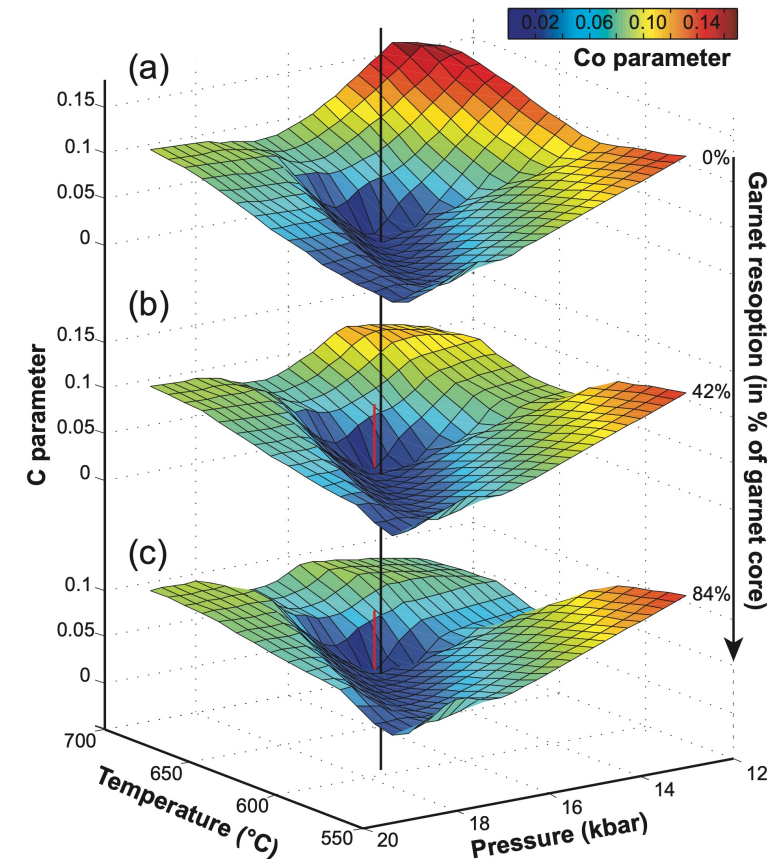 0.02 0.06 0.10 0.14
Co parameter
(a)
0.15
0.1
0.05
0
0%
(b)
0.15
0.1
0.05
0
42%
(c)
0.1
0.05
0
84%
C parameter
Garnet resoption (in % of garnet core)
700
650
600
550
Temperature (°C)
20
18
16
14
12
Pressure (kbar)